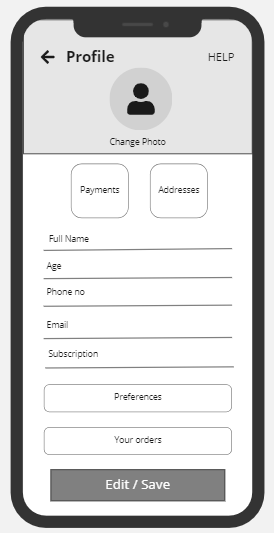 Profile
HELP
Change Photo
Payments
Addresses
Full Name
Age
Phone no
Email
Subscription
Preferences
Your orders
Edit / Save